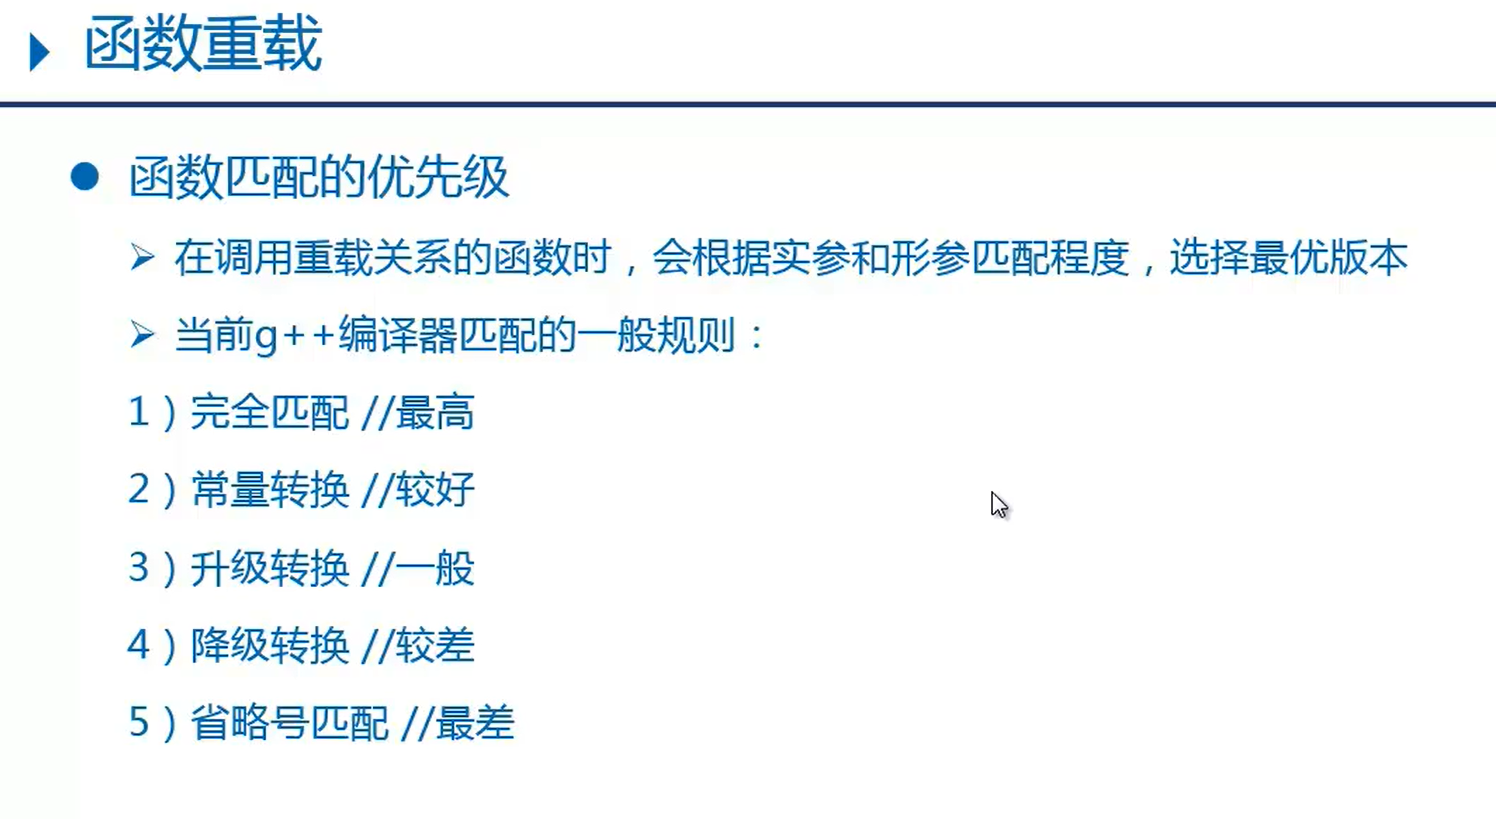 函数重载
函数匹配的优先级
在调用重载关系的函数时，会根据实参和形参匹配程度，选择最优版本
当前g++编译器匹配的一般规则：
1）完全匹配 //最高
2）常量转换 //较好
3）升级转换 //一般
4）降级转换 //较差
5）省略号匹配 //最差